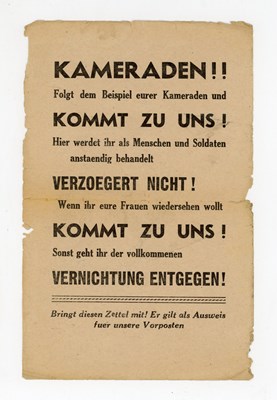 KAMERADEN!!
Folgt dem Beispiel eurer Kameraden und
KOMMT ZU UNS!
Hier werdet ihr als Menschen und Soldaten
anstaendig behandelt
VERZOEGERT NICHT!
Wenn ihr eure Frauen wiedersehen wollt
KOMMT ZU UNS!
Sonst geht ihr der vollkommenen
VERNICHTUNG ENTGEGEN!
Bringt diesen Zettel mit! Er gilt als Ausweis
fuer unsere Vorposten